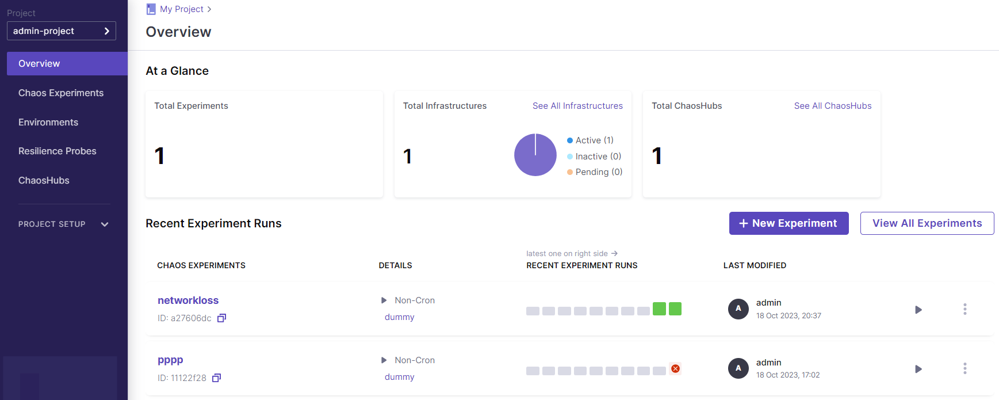 Project
admin-project
Overview
Chaos Experiments
Environments
Resilience Probes
ChaosHubs
PROJECT SETUP
My Project
Overview
At a Glance
Total Experiments
1
Total Infrastructures
See All Infrastructures
1
Active (1)
Inactive (0)
Pending (0)
Total ChaosHubs
See All ChaosHubs
1
Recent Experiment Runs
New Experiment
View All Experiments
latest one on right side →
CHAOS EXPERIMENTS
DETAILS
RECENT EXPERIMENT RUNS
LAST MODIFIED
networkloss
ID: a27606dc
Non-Cron
dummy
A
admin
18 Oct 2023, 20:37
pppp
ID: 11122f28
Non-Cron
dummy
A
admin
18 Oct 2023, 17:02